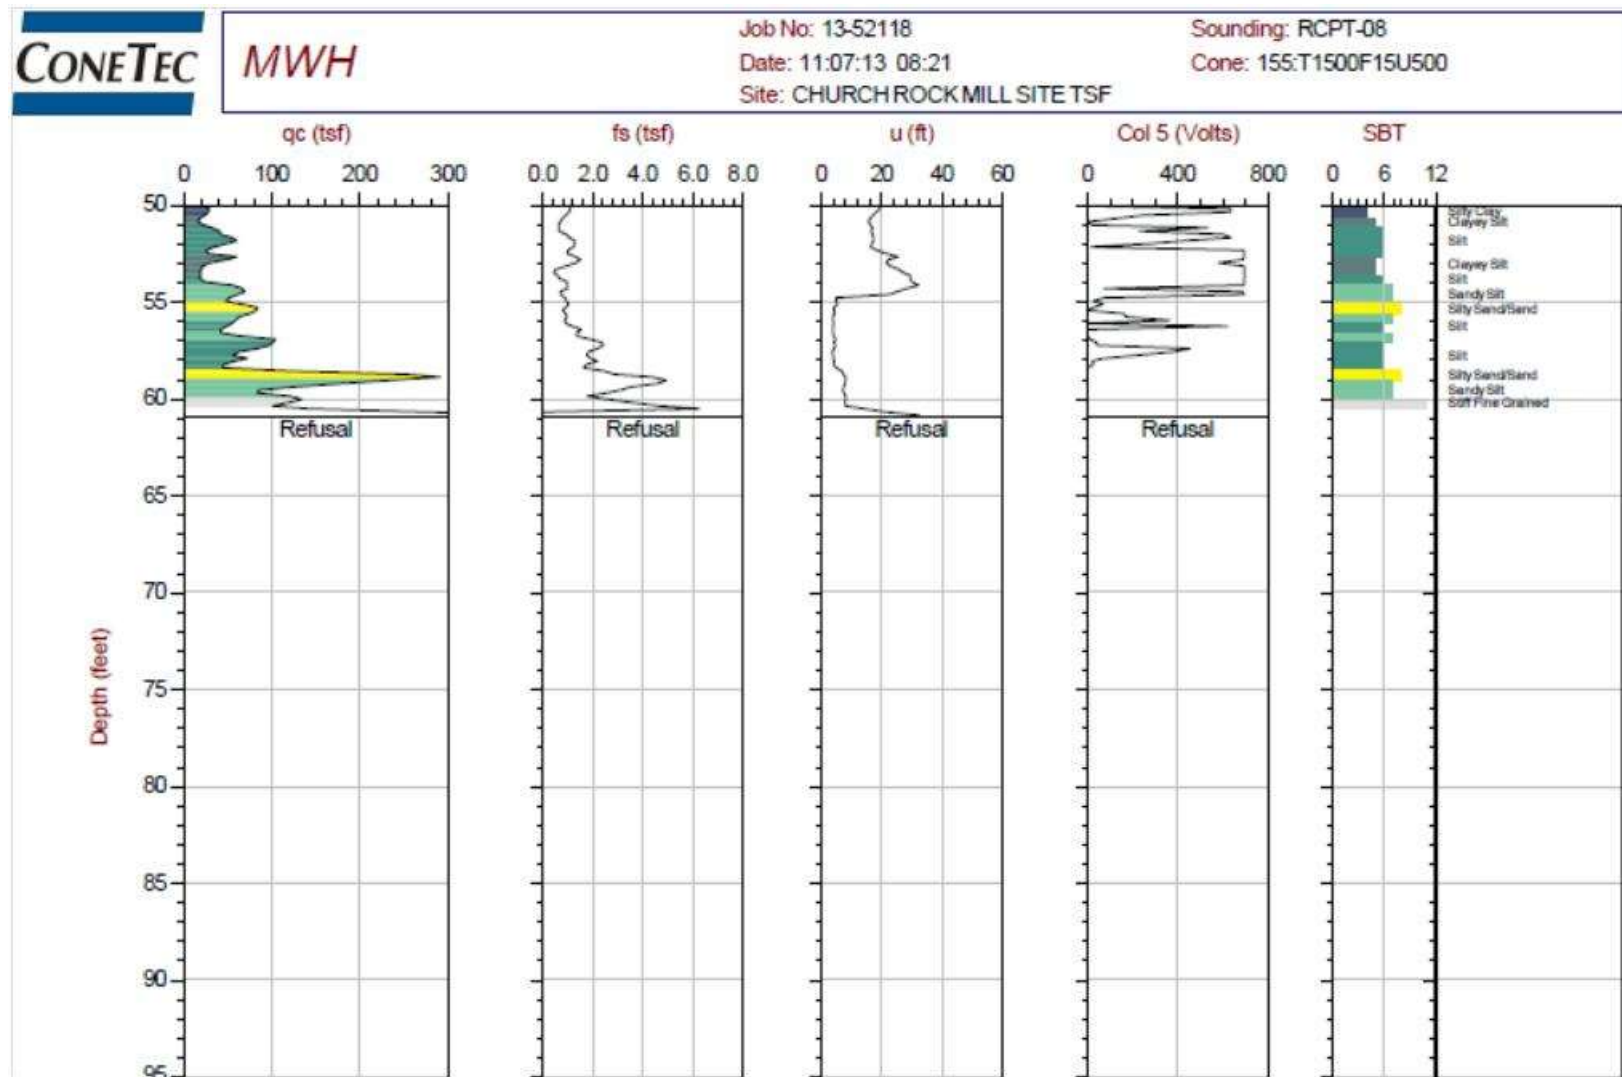 CONETEC
MWH
Job No: 13-52118
Date: 11:07:13 08:21
Site: CHURCH ROCK MILL SITE TSF
Sounding: RCPT-08
Cone: 155:T1500F15U500
qc (tsf)
fs (tsf)
u (ft)
Col 5 (Volts)
SBT
0 100 200 300
0.0 2.0 4.0 6.0 8.0
0 20 40 60
0 400 800
0 6 12
Depth (feet)
50
55
60
65
70
75
80
85
90
95
Refusal
Refusal
Refusal
Refusal
Silty Clay
Clayey Silt
Silt
Clayey Silt
Silt
Sandy Silt
Silty Sand/Sand
Silt
Silt
Silty Sand/Sand
Sandy Silt
Stiff Fine Grained